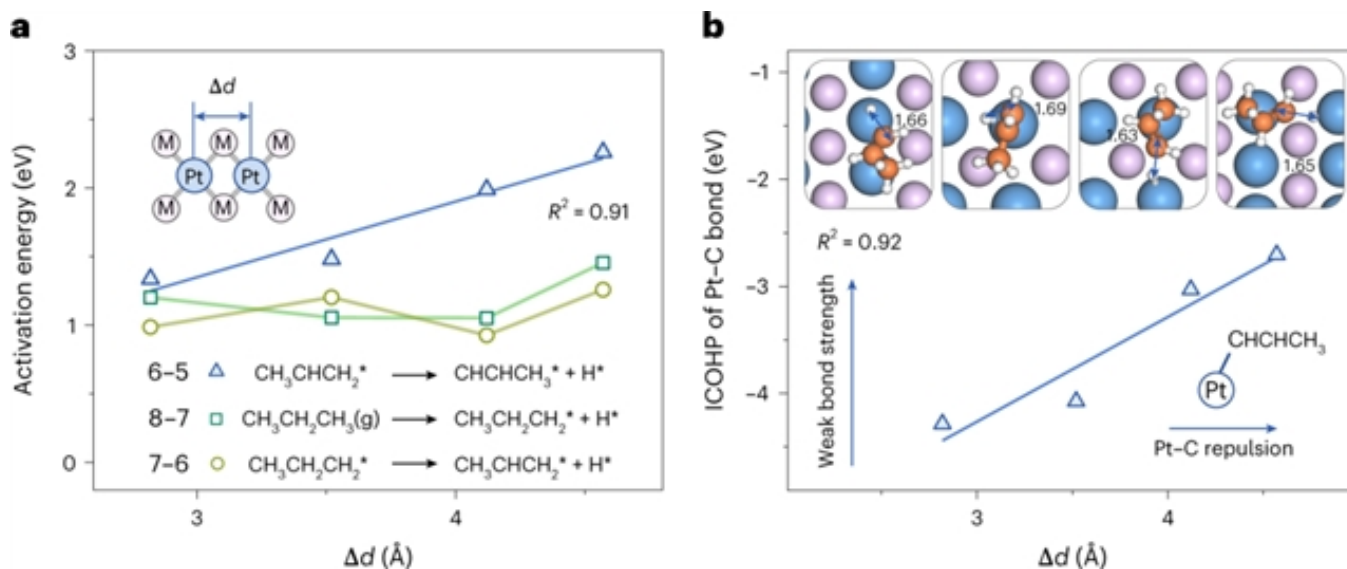 a
3
2
1
0
Activation energy (eV)
Δd
M M M
Pt Pt
M M M
R² = 0.91
6–5 CH₃CHCH₂* CHCHCH₃* + H*
8–7 CH₃CH₂CH₃(g) CH₃CH₂CH₂* + H*
7–6 CH₃CH₂CH₂* CH₃CHCH₂* + H*
3 4
Δd (Å)
b
−1
−2
−3
−4
ICOHP of Pt–C bond (eV)
1.66
1.69
1.63
1.65
R² = 0.92
Weak bond strength
CHCHCH₃
Pt
Pt–C repulsion
3 4
Δd (Å)